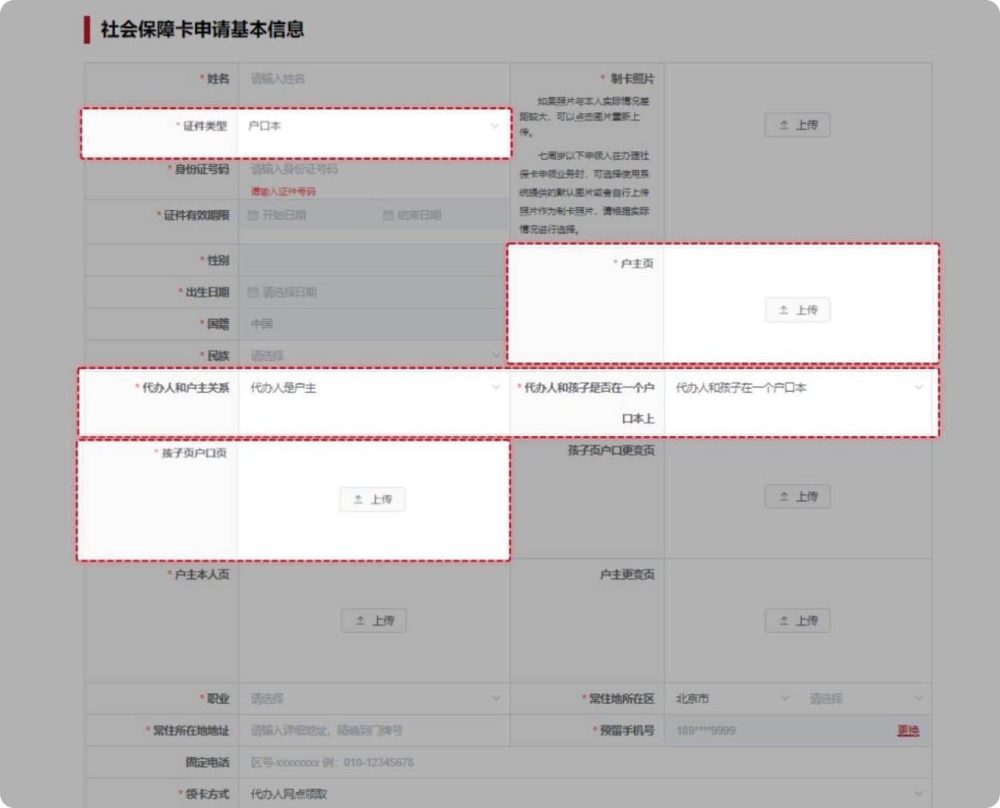 社会保障卡申请基本信息
* 姓名
请输入姓名
* 制卡照片
如果照片与本人实际情况差
距较大，可以点击图片重新上
传。
七周岁以下申领人在办理社
保卡申领业务时，可选择使用系
统提供的默认图片或者自行上传
照片作为制卡照片，请根据实际
情况进行选择。
上传
* 证件类型
户口本
* 身份证号码
请输入身份证号码
请输入证件号码
* 证件有效期限
开始日期
结束日期
* 性别
* 户主页
上传
* 出生日期
请选择日期
* 国籍
中国
* 民族
请选择
* 代办人和户主关系
代办人是户主
* 代办人和孩子是否在一个户
口本上
代办人和孩子在一个户口本
* 孩子页户口页
上传
孩子页户口更变页
上传
* 户主本人页
上传
户主更变页
上传
* 职业
请选择
* 常住地所在区
北京市
请选择
* 常住所在地地址
请输入详细地址，精确到门牌号
* 预留手机号
189****9999
更换
固定电话
区号-xxxxxxxx 例：010-12345678
* 领卡方式
代办人网点领取